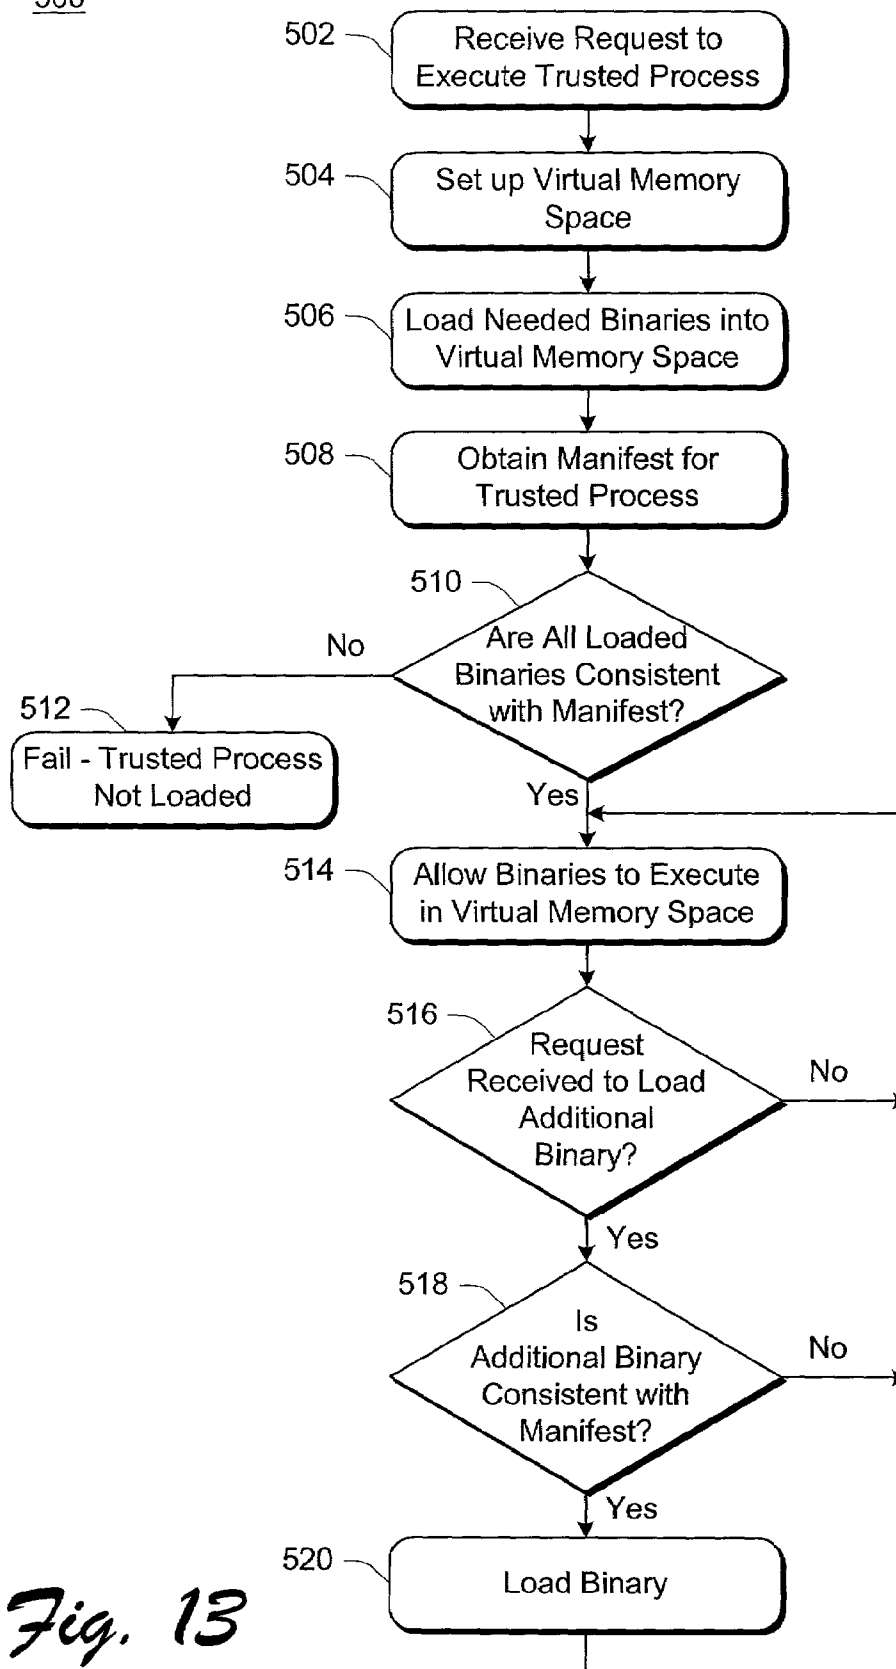 502
Receive Request to
Execute Trusted Process
504
Set up Virtual Memory
Space
506
Load Needed Binaries into
Virtual Memory Space
508
Obtain Manifest for
Trusted Process
510
Are All Loaded
Binaries Consistent
with Manifest?
No
512
Fail - Trusted Process
Not Loaded
Yes
514
Allow Binaries to Execute
in Virtual Memory Space
516
Request
Received to Load
Additional
Binary?
No
Yes
518
Is
Additional Binary
Consistent with
Manifest?
No
Yes
520
Load Binary
Fig. 13